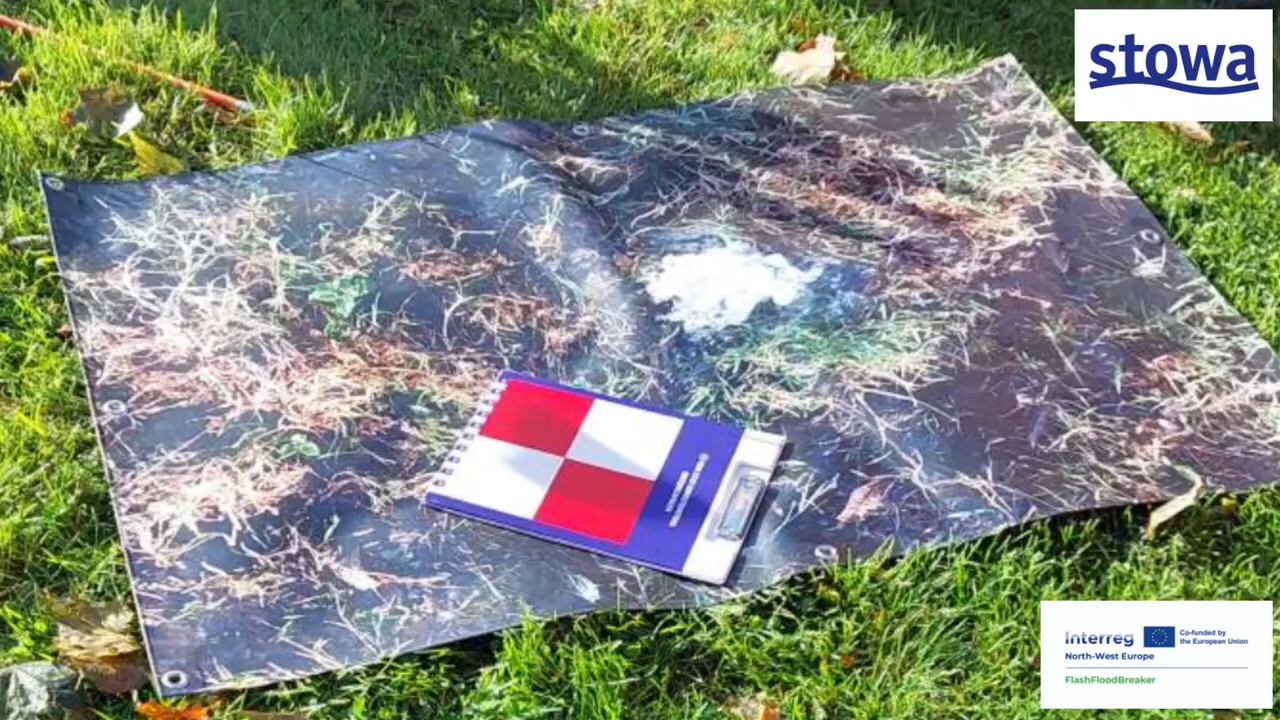 stowa
Interreg
Co-funded by
the European Union
North-West Europe
FlashFloodBreaker